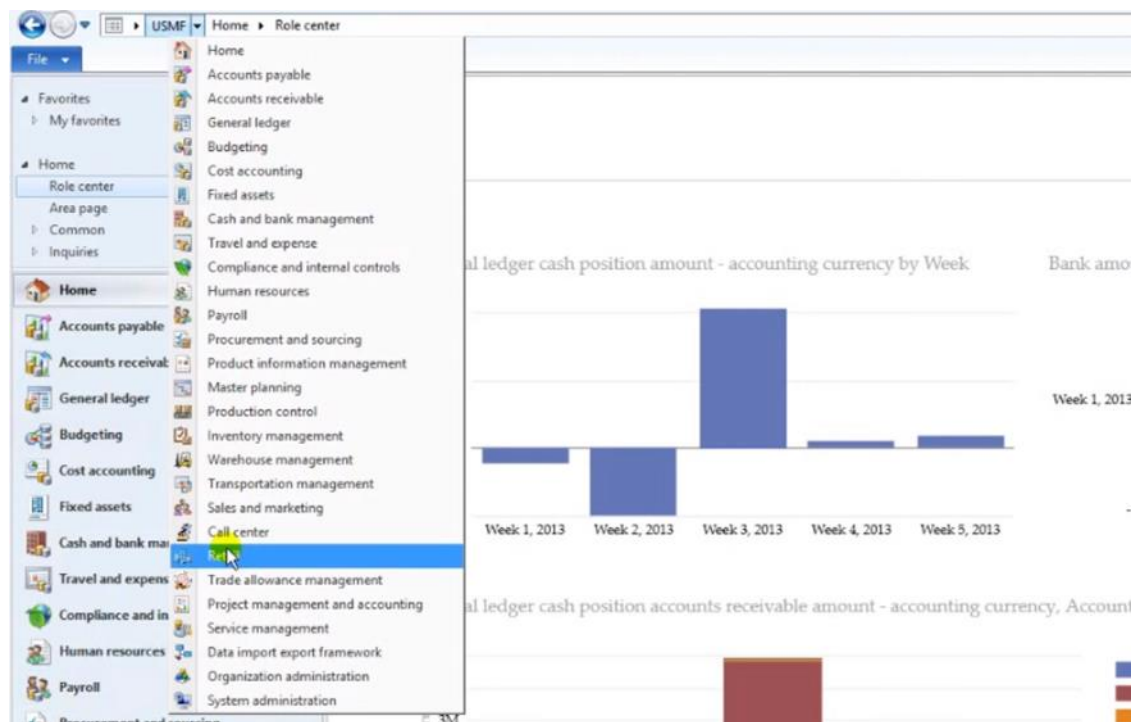 USMF Home Role center
File
Favorites
My favorites
Home
Role center
Area page
Common
Inquiries
Home
Accounts payable
Accounts receivab
General ledger
Budgeting
Cost accounting
Fixed assets
Cash and bank ma
Travel and expens
Compliance and in
Human resources
Payroll
Home
Accounts payable
Accounts receivable
General ledger
Budgeting
Cost accounting
Fixed assets
Cash and bank management
Travel and expense
Compliance and internal controls
Human resources
Payroll
Procurement and sourcing
Product information management
Master planning
Production control
Inventory management
Warehouse management
Transportation management
Sales and marketing
Call center
Trade allowance management
Project management and accounting
Service management
Data import export framework
Organization administration
System administration
al ledger cash position amount - accounting currency by Week
Week 1, 2013 Week 2, 2013 Week 3, 2013 Week 4, 2013 Week 5, 2013
Bank amo
Week 1, 2013
al ledger cash position accounts receivable amount - accounting currency, Account
3M